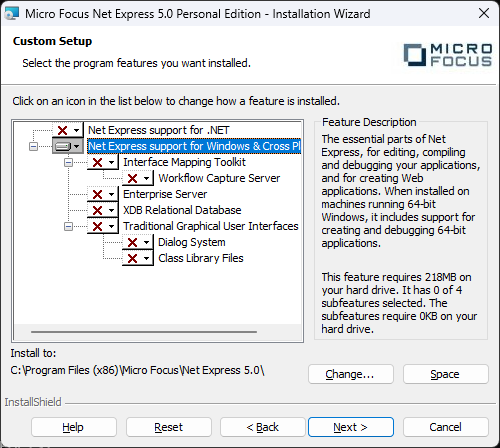 Micro Focus Net Express 5.0 Personal Edition - Installation Wizard
Custom Setup
Select the program features you want installed.
MICRO
FOCUS
Click on an icon in the list below to change how a feature is installed.
Net Express support for .NET
Net Express support for Windows & Cross Pl
Interface Mapping Toolkit
Workflow Capture Server
Enterprise Server
XDB Relational Database
Traditional Graphical User Interfaces
Dialog System
Class Library Files
Feature Description
The essential parts of Net
Express, for editing, compiling
and debugging your applications,
and for creating Web
applications. When installed on
machines running 64-bit
Windows, it includes support for
creating and debugging 64-bit
applications.
This feature requires 218MB on
your hard drive. It has 0 of 4
subfeatures selected. The
subfeatures require 0KB on your
hard drive.
Install to:
C:\Program Files (x86)\Micro Focus\Net Express 5.0\
Change...
Space
InstallShield
Help
Reset
< Back
Next >
Cancel